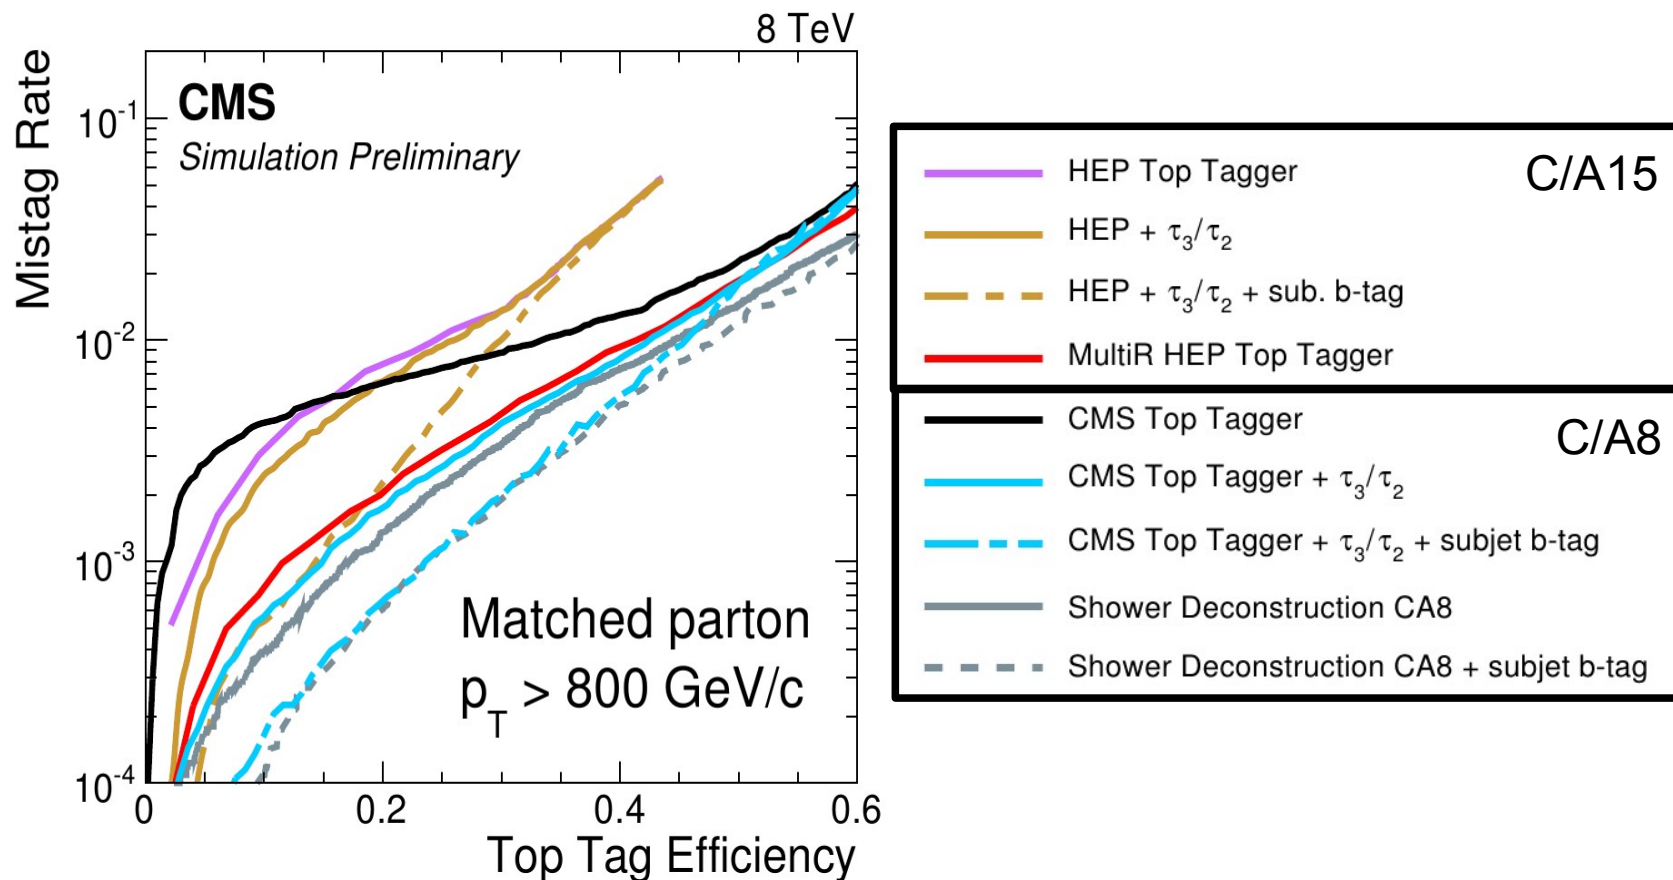 8 TeV
CMS
Simulation Preliminary
Mistag Rate
10⁻¹
10⁻²
10⁻³
10⁻⁴
Matched parton
p_T > 800 GeV/c
0 0.2 0.4 0.6
Top Tag Efficiency
C/A15
HEP Top Tagger
HEP + τ₃/τ₂
HEP + τ₃/τ₂ + sub. b-tag
MultiR HEP Top Tagger
C/A8
CMS Top Tagger
CMS Top Tagger + τ₃/τ₂
CMS Top Tagger + τ₃/τ₂ + subjet b-tag
Shower Deconstruction CA8
Shower Deconstruction CA8 + subjet b-tag